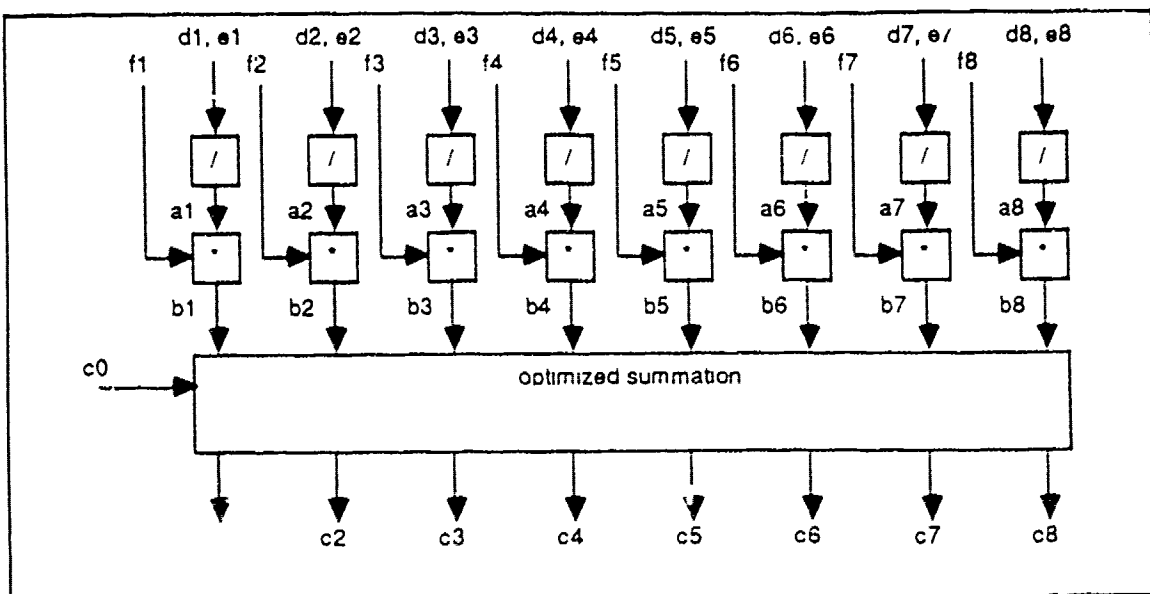 d1, e1 d2, e2 d3, e3 d4, e4 d5, e5 d6, e6 d7, e7 d8, e8
f1 f2 f3 f4 f5 f6 f7 f8
/ / / / / / / /
a1 a2 a3 a4 a5 a6 a7 a8
* * * * * * * *
b1 b2 b3 b4 b5 b6 b7 b8
c0
optimized summation
c2 c3 c4 c5 c6 c7 c8